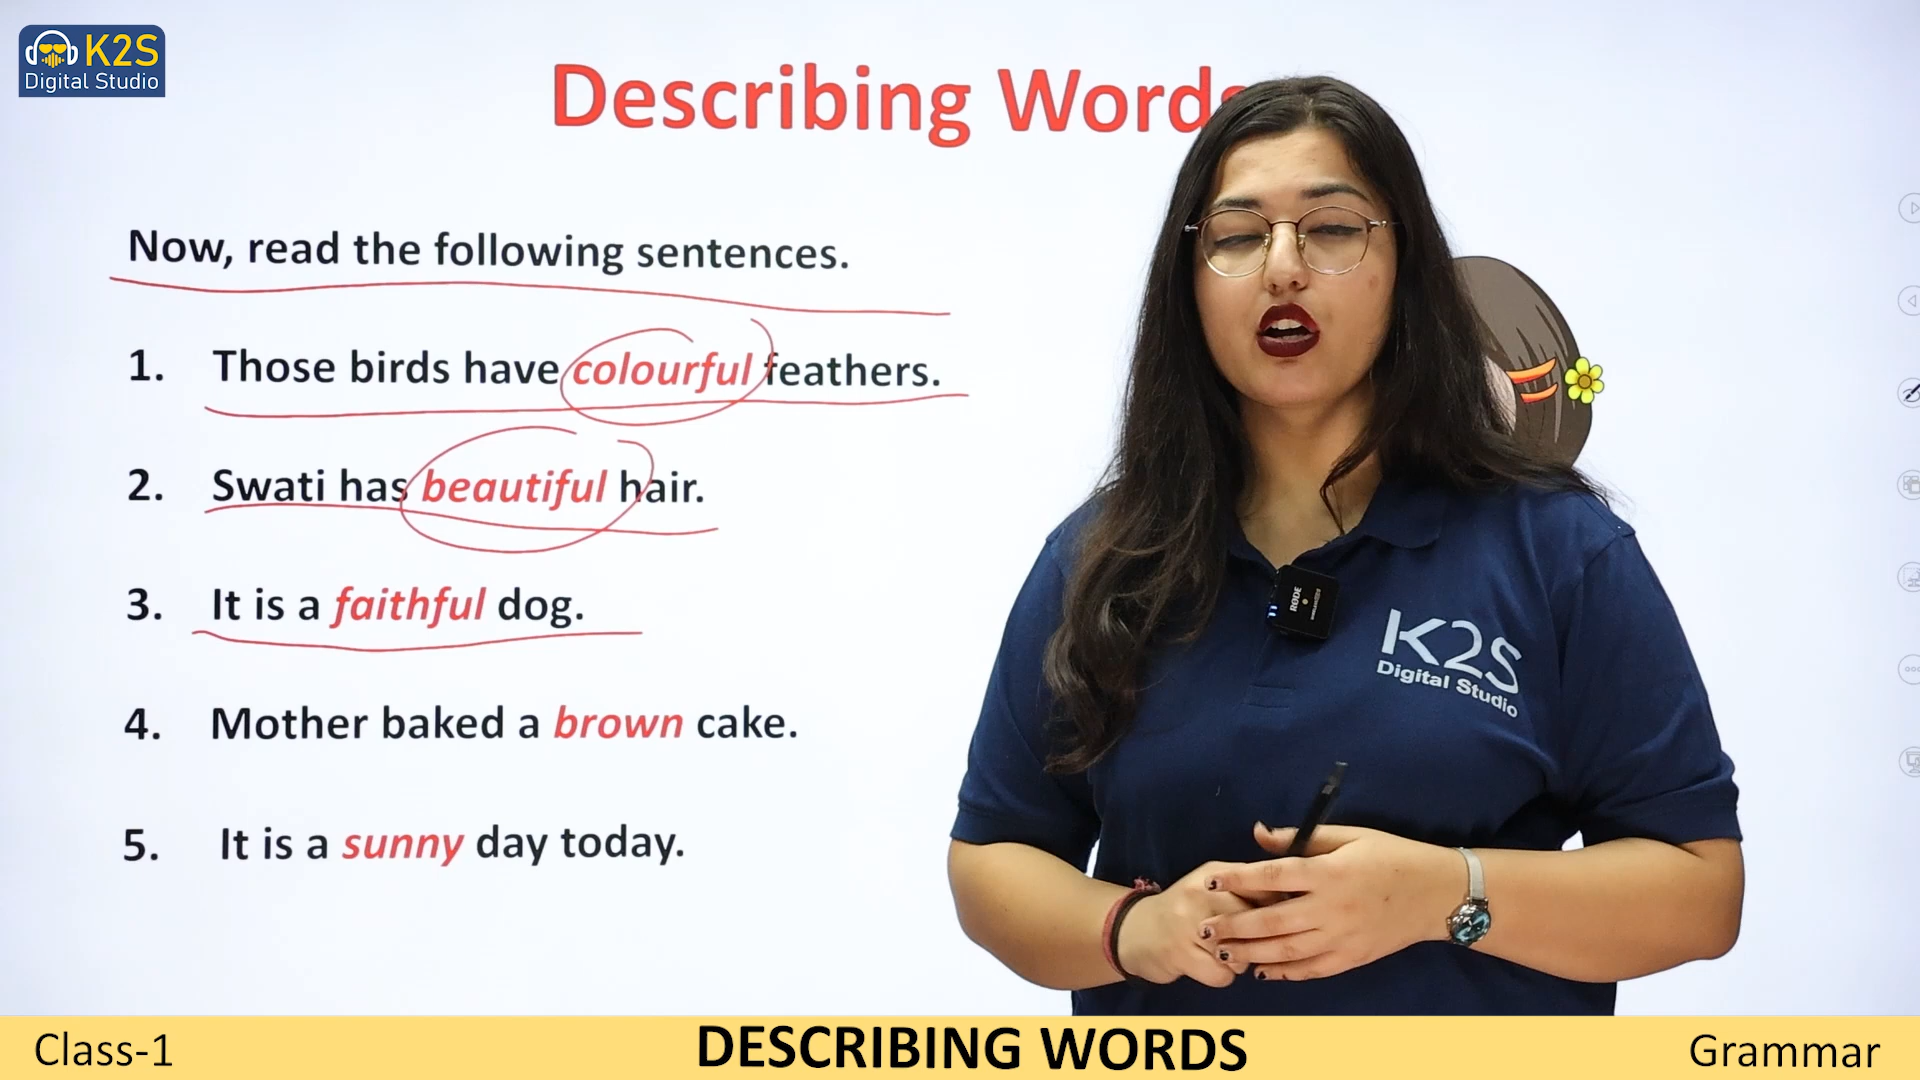 K2S
Digital Studio
Describing Words
Now, read the following sentences.
1. Those birds have colourful feathers.
2. Swati has beautiful hair.
3. It is a faithful dog.
4. Mother baked a brown cake.
5. It is a sunny day today.
RØDE
K2S
Digital Studio
Class-1
DESCRIBING WORDS
Grammar